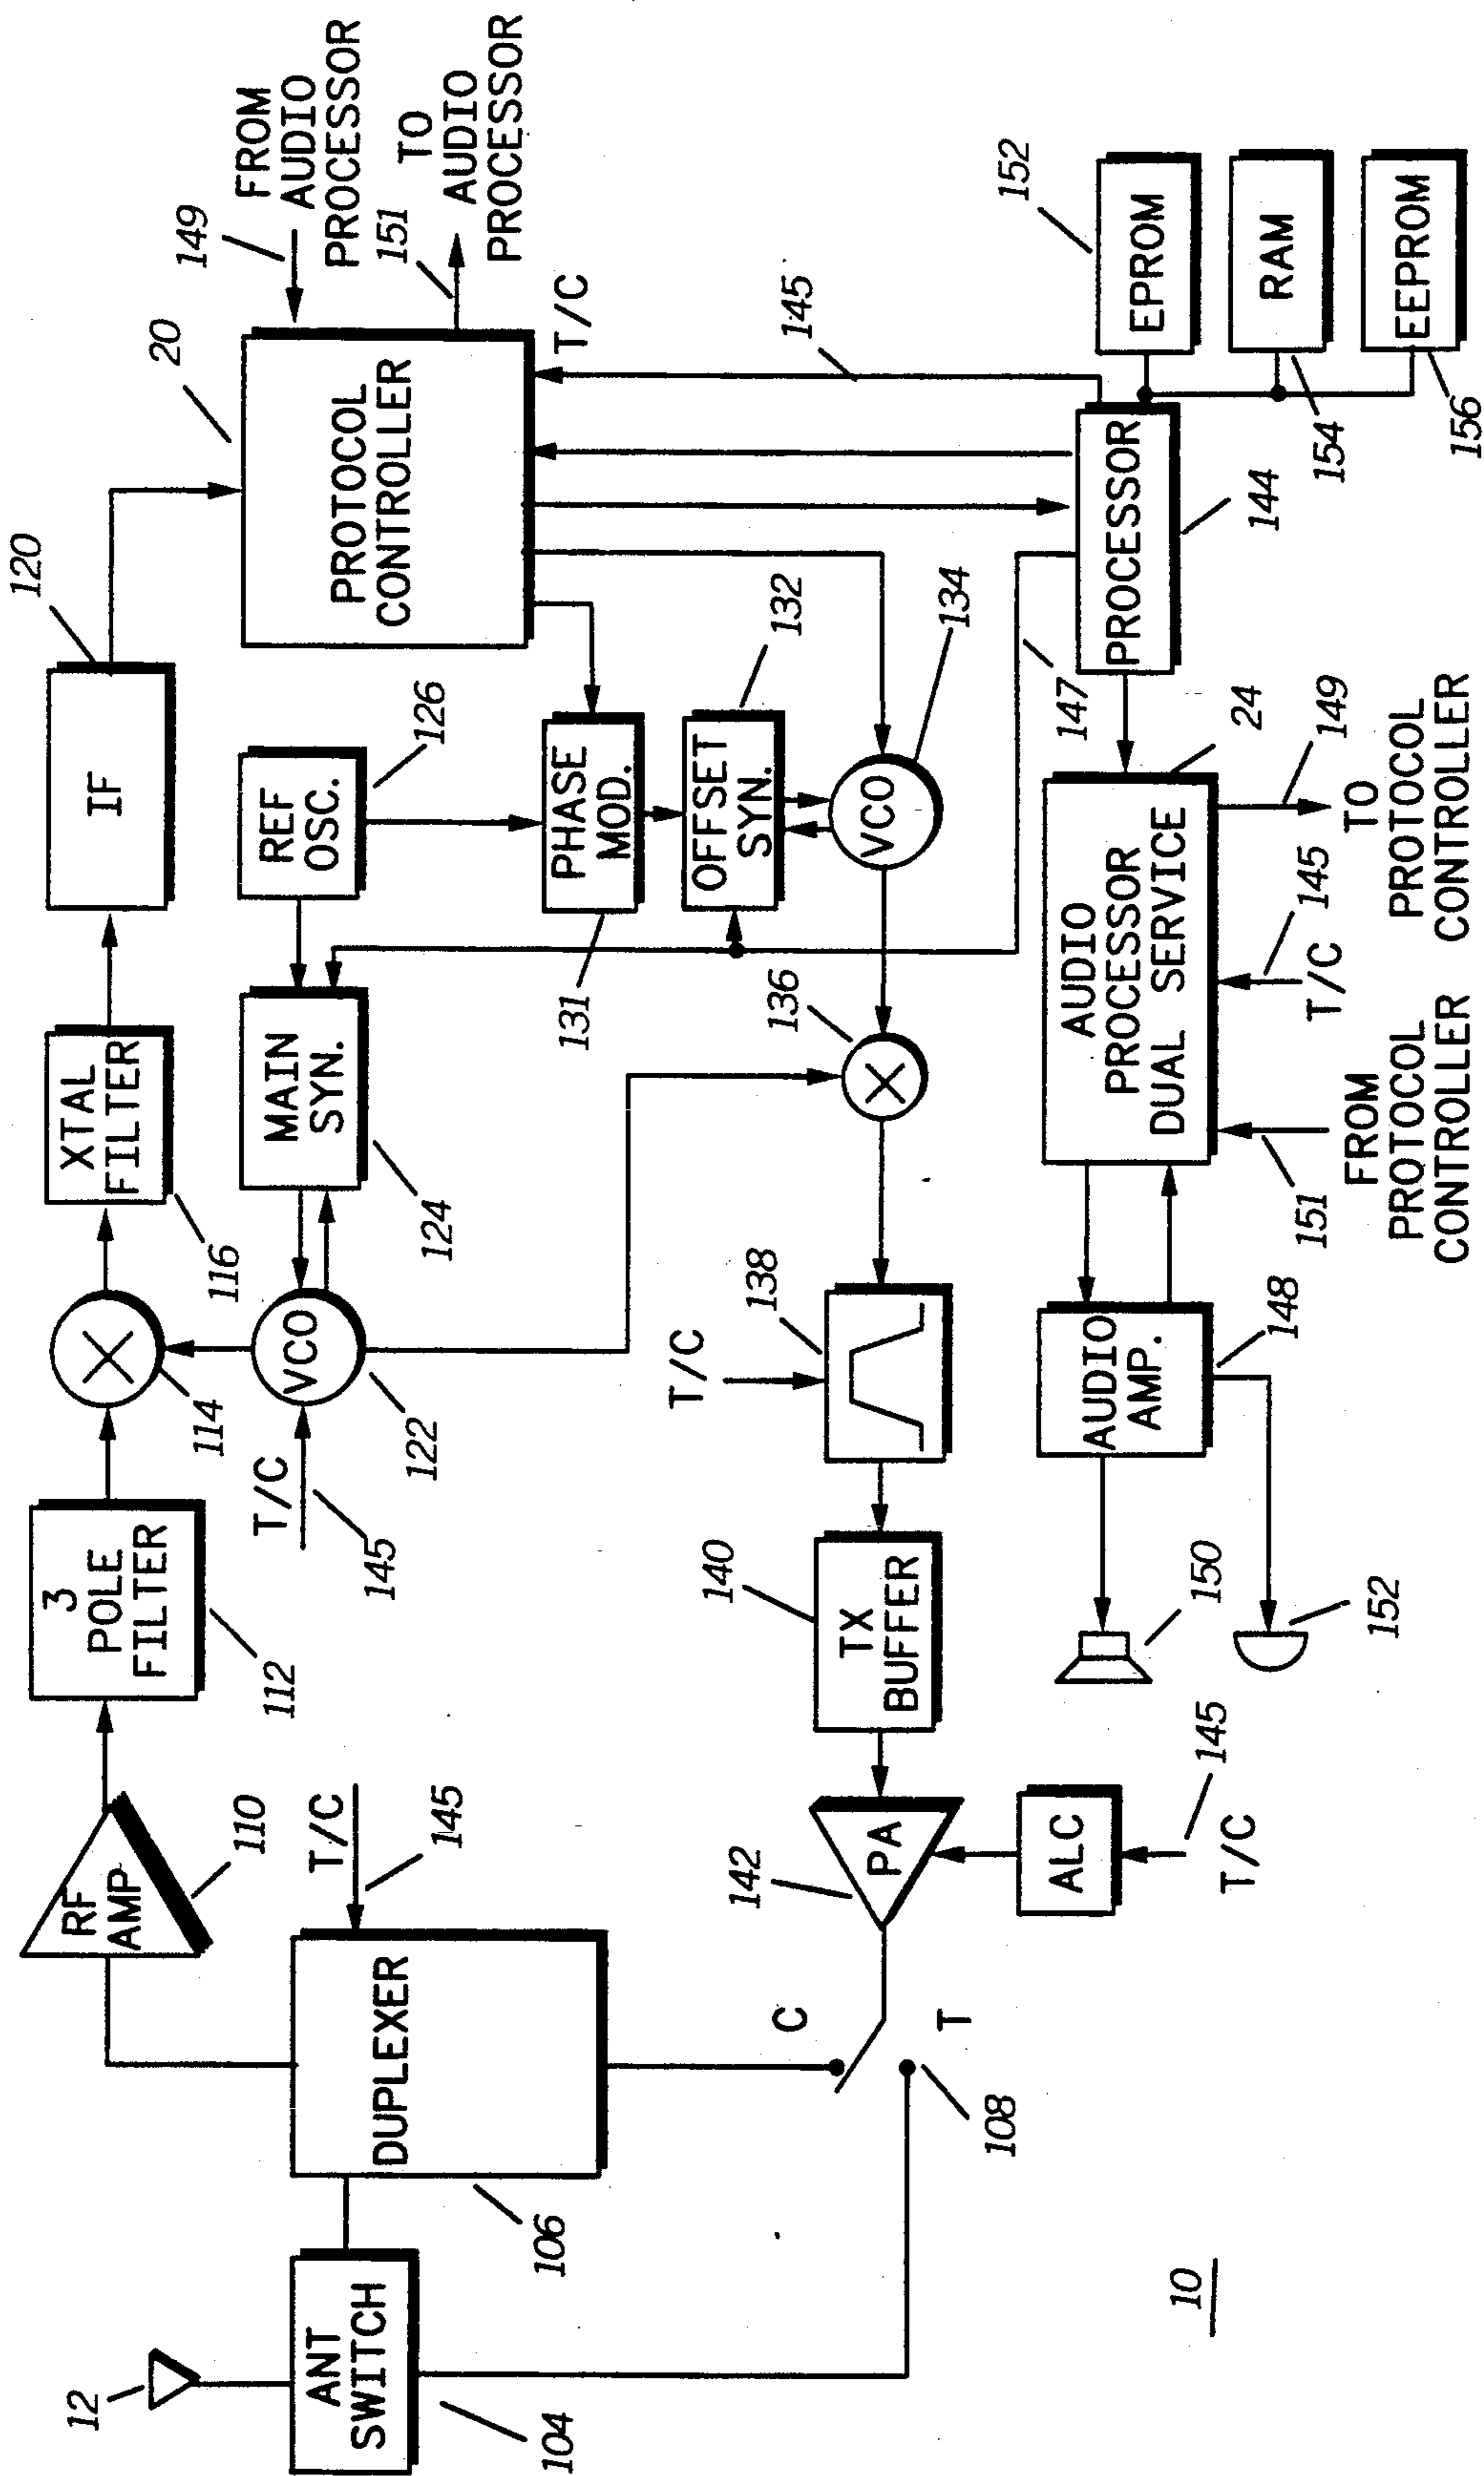 12
ANT
SWITCH
104
DUPLEXER
106
T/C
145
RF
AMP
110
3
POLE
FILTER
112
114
XTAL
FILTER
116
IF
120
T/C
145
VCO
122
MAIN
SYN.
124
REF
OSC.
126
PROTOCOL
CONTROLLER
20
149
FROM
AUDIO
PROCESSOR
151
TO
AUDIO
PROCESSOR
T/C
145
PHASE
MOD.
131
OFFSET
SYN.
132
VCO
134
136
T/C
138
TX
BUFFER
140
PA
142
C
T
108
ALC
T/C
145
147
PROCESSOR
144
EPROM
152
RAM
154
EEPROM
156
AUDIO
PROCESSOR
DUAL SERVICE
24
AUDIO
AMP.
148
150
152
151
FROM
PROTOCOL
CONTROLLER
T/C
145
149
TO
PROTOCOL
CONTROLLER
10